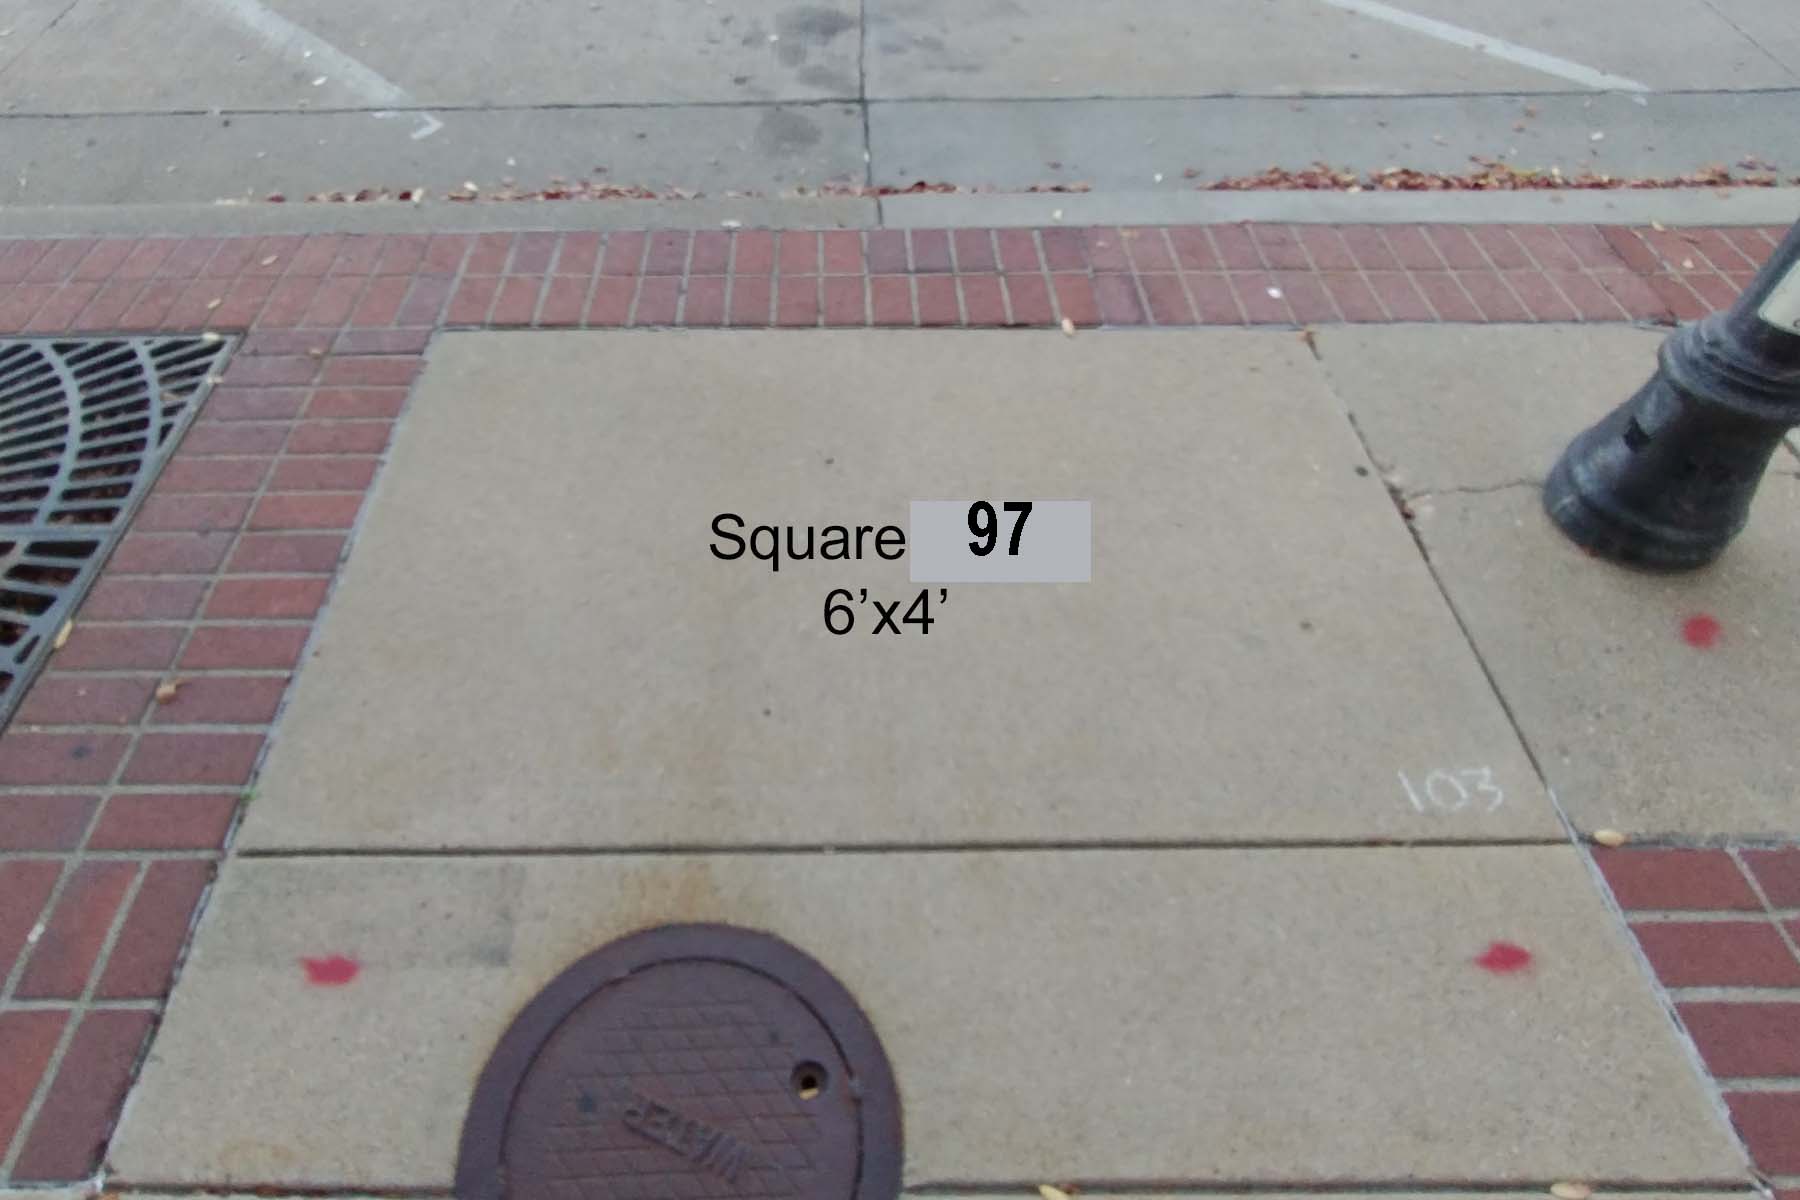 Square 97
6’x4’
103
WATER